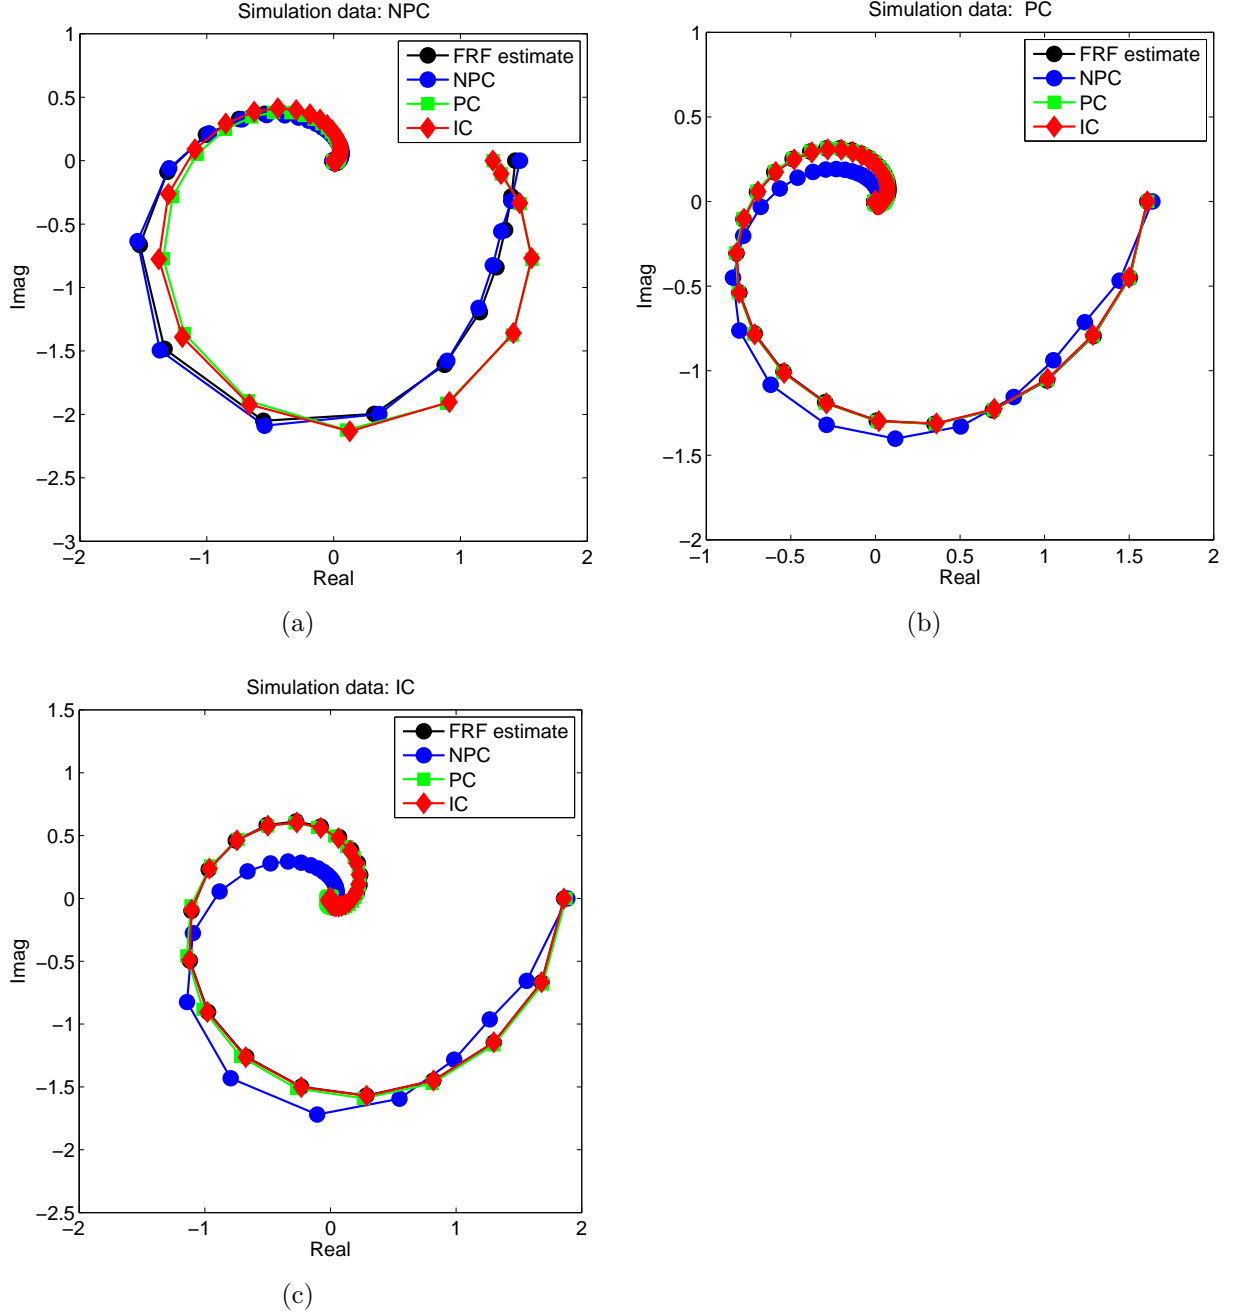 Simulation data: NPC
1
0.5
0
−0.5
−1
−1.5
−2
−2.5
−3
−2
−1
0
1
2
Imag
Real
FRF estimate
NPC
PC
IC
(a)
Simulation data: PC
1
0.5
0
−0.5
−1
−1.5
−2
−1
−0.5
0
0.5
1
1.5
2
Imag
Real
FRF estimate
NPC
PC
IC
(b)
Simulation data: IC
1.5
1
0.5
0
−0.5
−1
−1.5
−2
−2.5
−2
−1
0
1
2
Imag
Real
FRF estimate
NPC
PC
IC
(c)